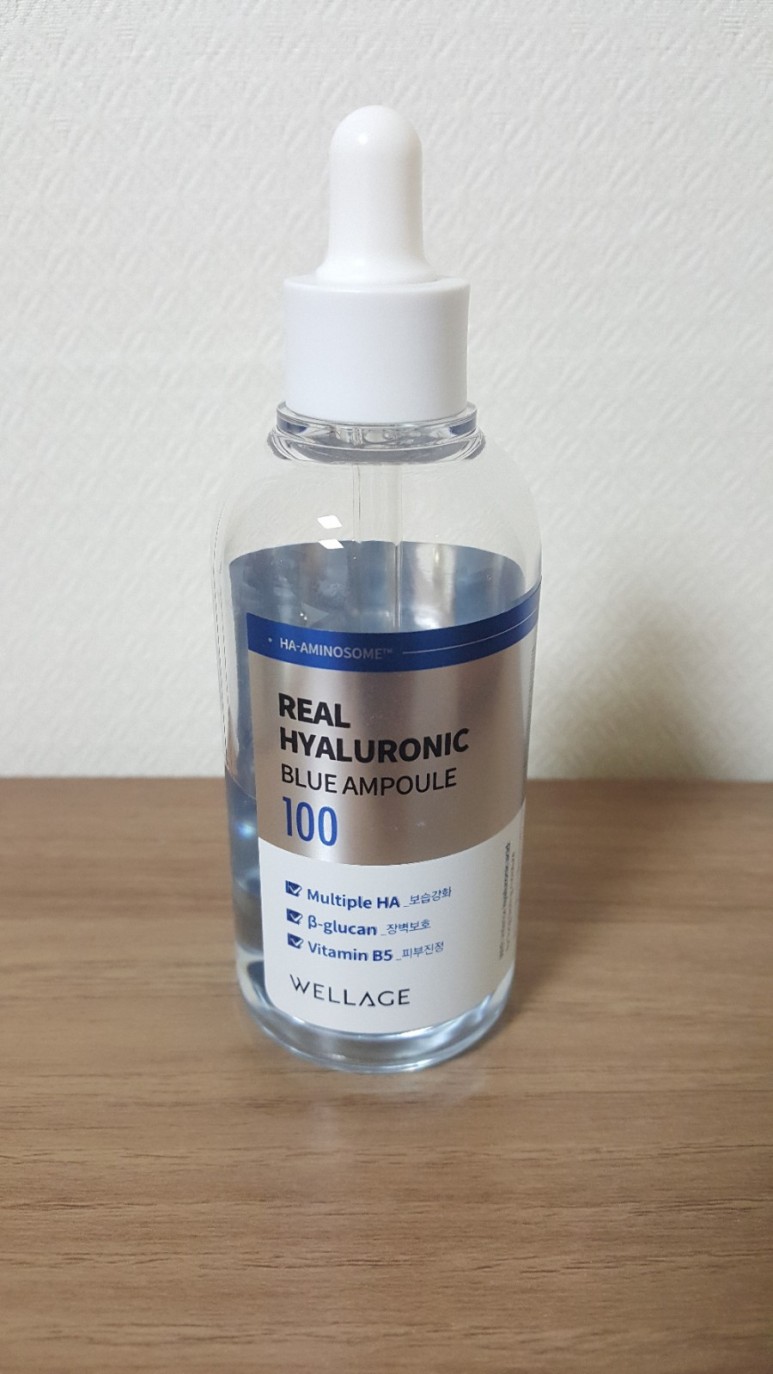 HA-AMINOSOME™
REAL
HYALURONIC
BLUE AMPOULE
100
Multiple HA _보습강화
β-glucan _장벽보호
Vitamin B5 _피부진정
WELLAGE